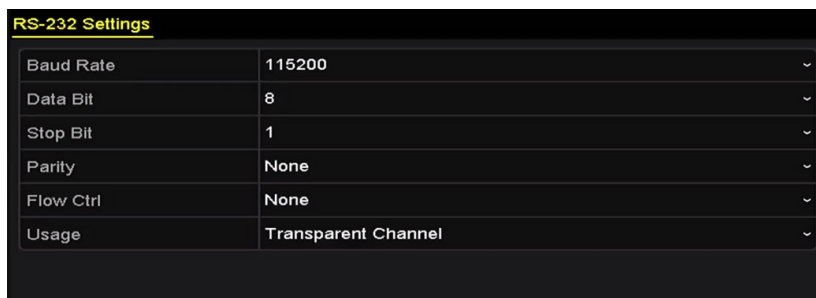 RS-232 Settings
Baud Rate 115200
Data Bit 8
Stop Bit 1
Parity None
Flow Ctrl None
Usage Transparent Channel